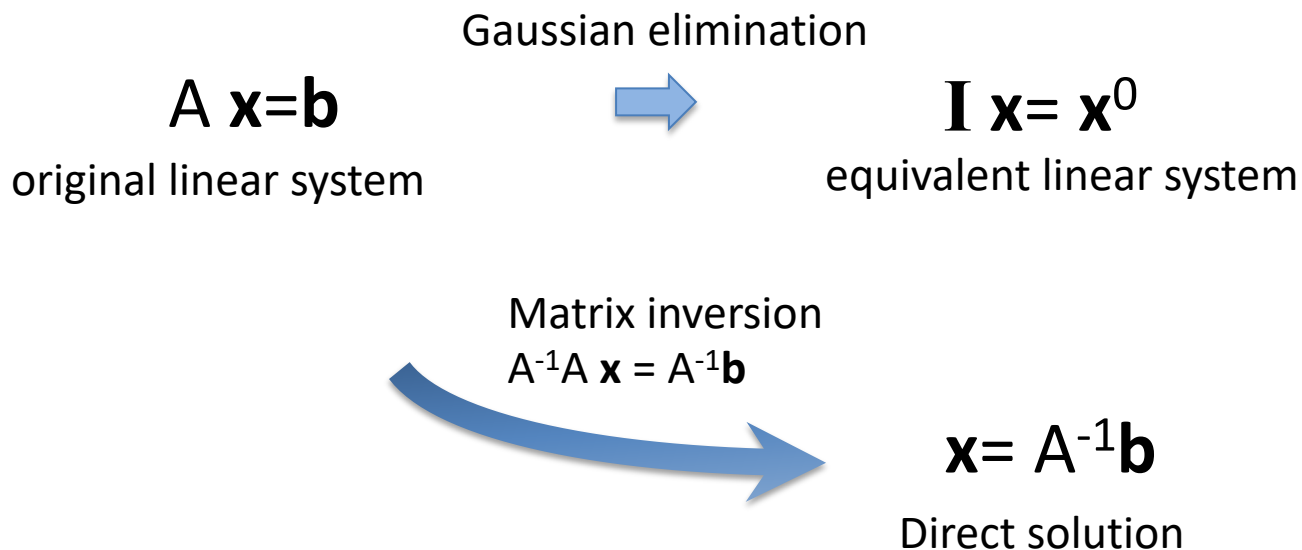 Gaussian elimination
A x=b
I x= x⁰
original linear system
equivalent linear system
Matrix inversion
A⁻¹A x = A⁻¹b
x= A⁻¹b
Direct solution